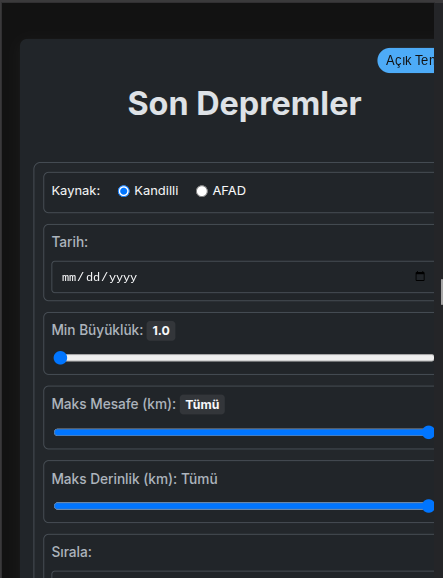 Açık Tem
Son Depremler
Kaynak: Kandilli AFAD
Tarih:
mm/dd/yyyy
Min Büyüklük: 1.0
Maks Mesafe (km): Tümü
Maks Derinlik (km): Tümü
Sırala: